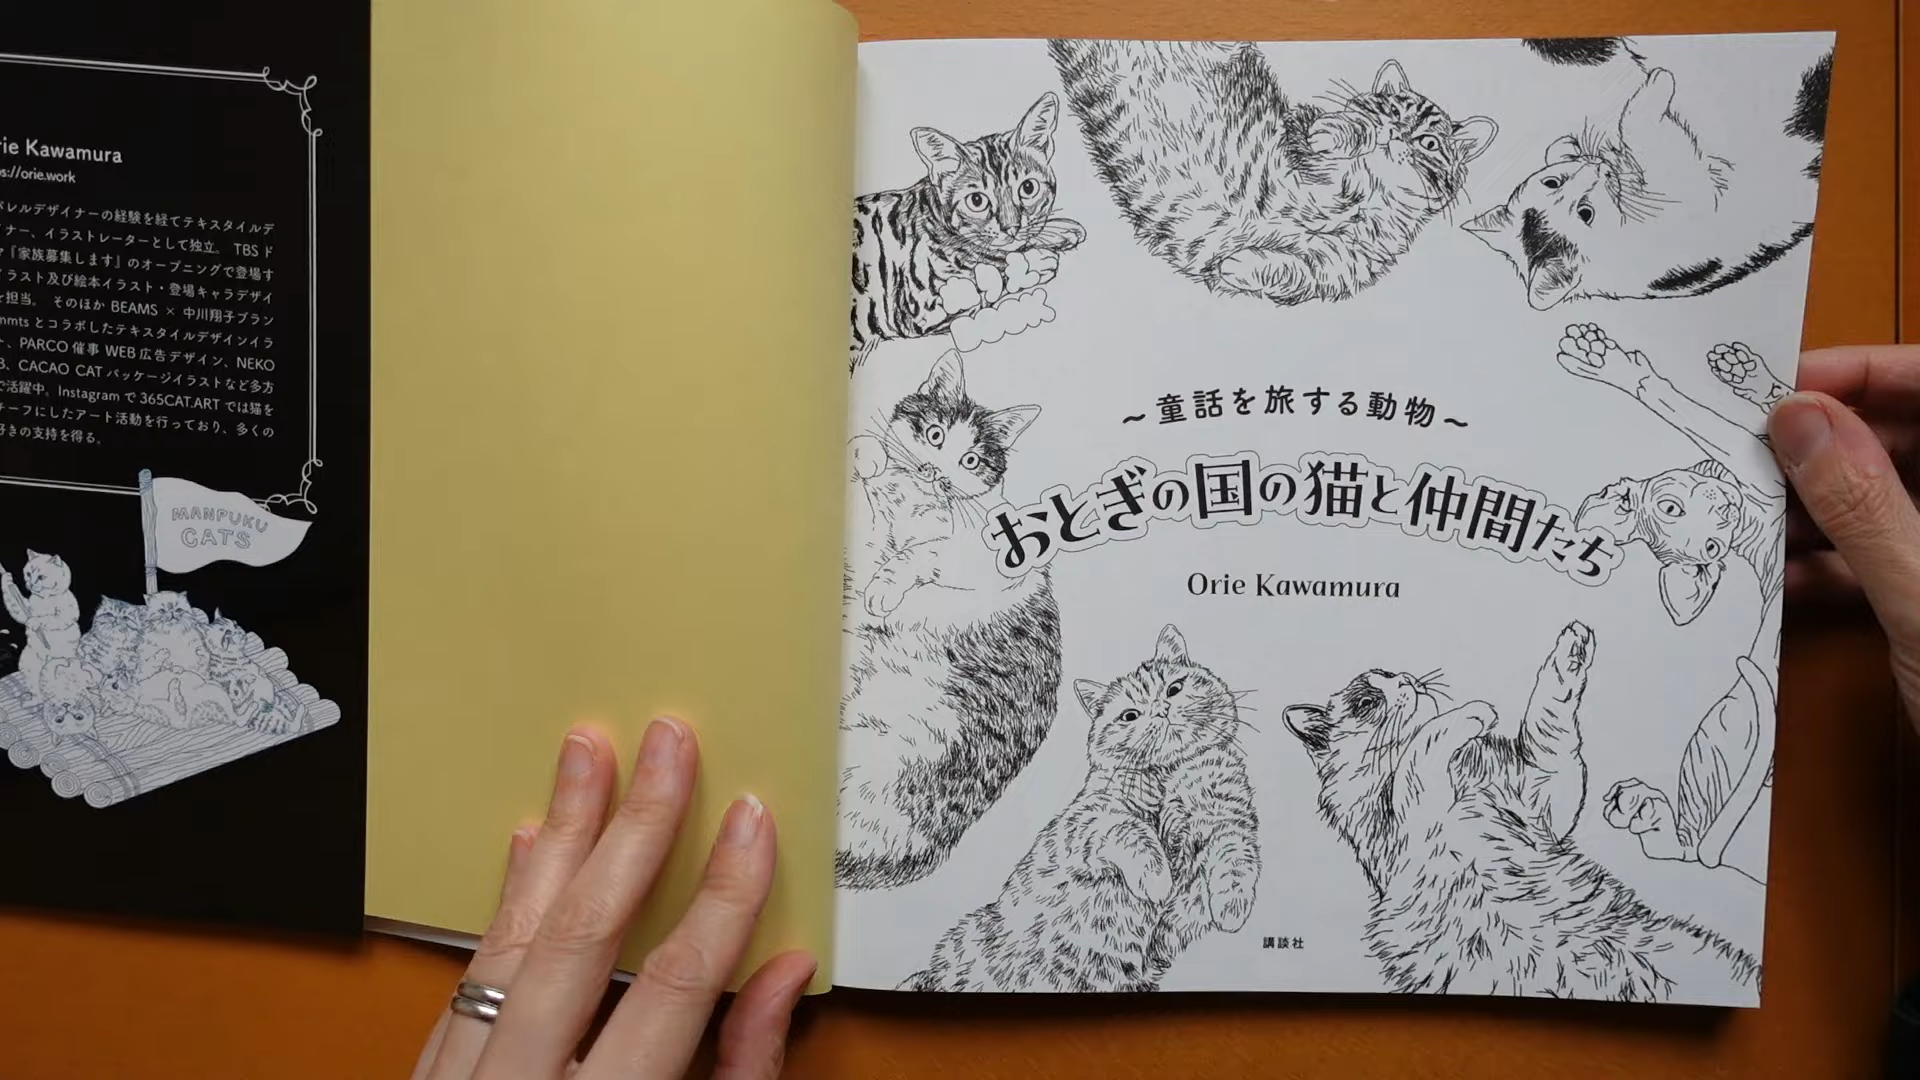 rie Kawamura
s://orie.work
パレルデザイナーの経験を経てテキスタイルデ
イナー、イラストレーターとして独立。 TBS ド
マ『家族募集します』のオープニングで登場す
イラスト及び絵本イラスト・登場キャラデザイ
を担当。 そのほか BEAMS × 中川翔子ブラン
mmts とコラボしたテキスタイルデザインイラ
ト、PARCO 催事 WEB 広告デザイン、NEKO
B、CACAO CAT パッケージイラストなど多方
で活躍中。Instagram で 365CAT.ART では猫を
チーフにしたアート活動を行っており、多くの
好きの支持を得る。
MANPUKU
CATS
~童話を旅する動物~
おとぎの国の猫と仲間たち
Orie Kawamura
講談社